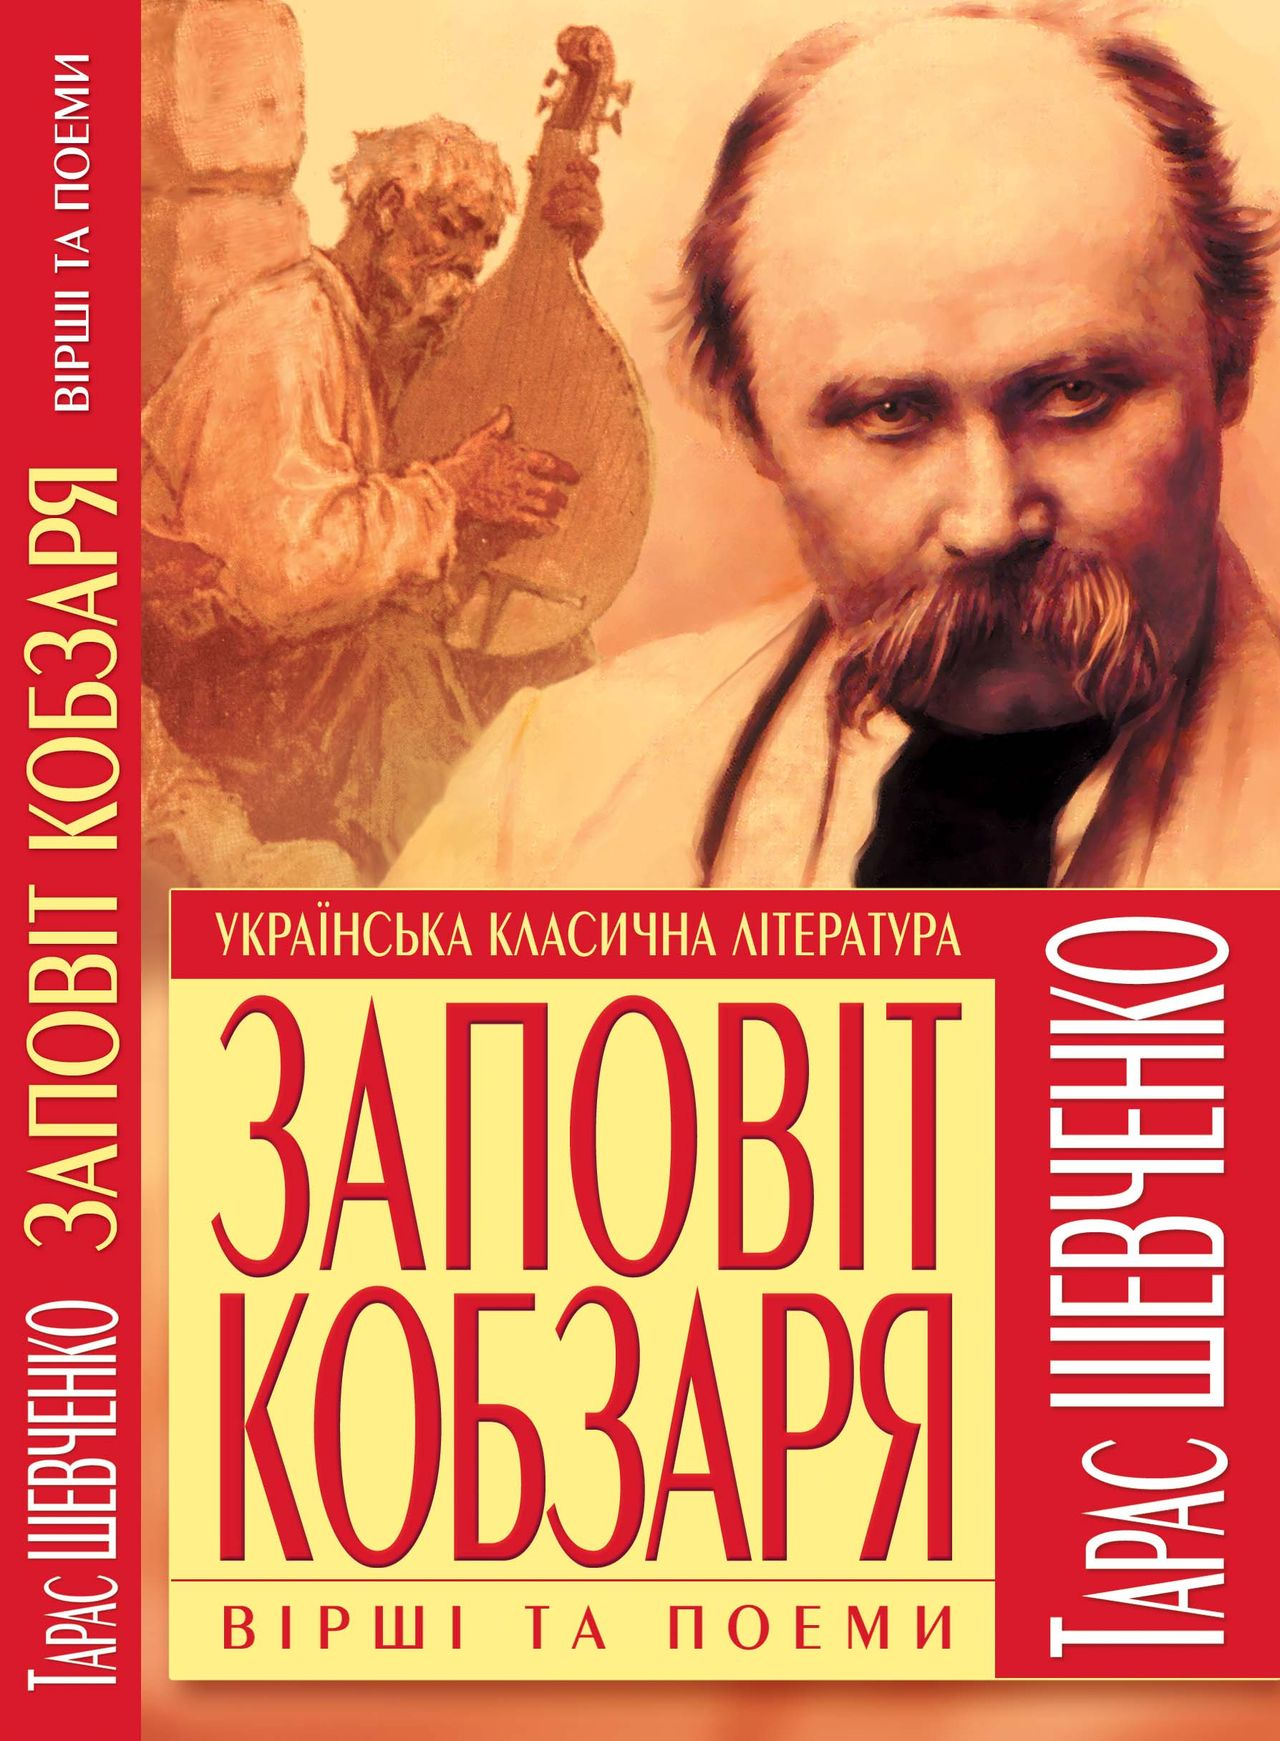 ТАРАС ШЕВЧЕНКО ЗАПОВІТ КОБЗАРЯ ВІРШІ ТА ПОЕМИ
УКРАЇНСЬКА КЛАСИЧНА ЛІТЕРАТУРА
ЗАПОВІТ
КОБЗАРЯ
ВІРШІ ТА ПОЕМИ
ТАРАС ШЕВЧЕНКО